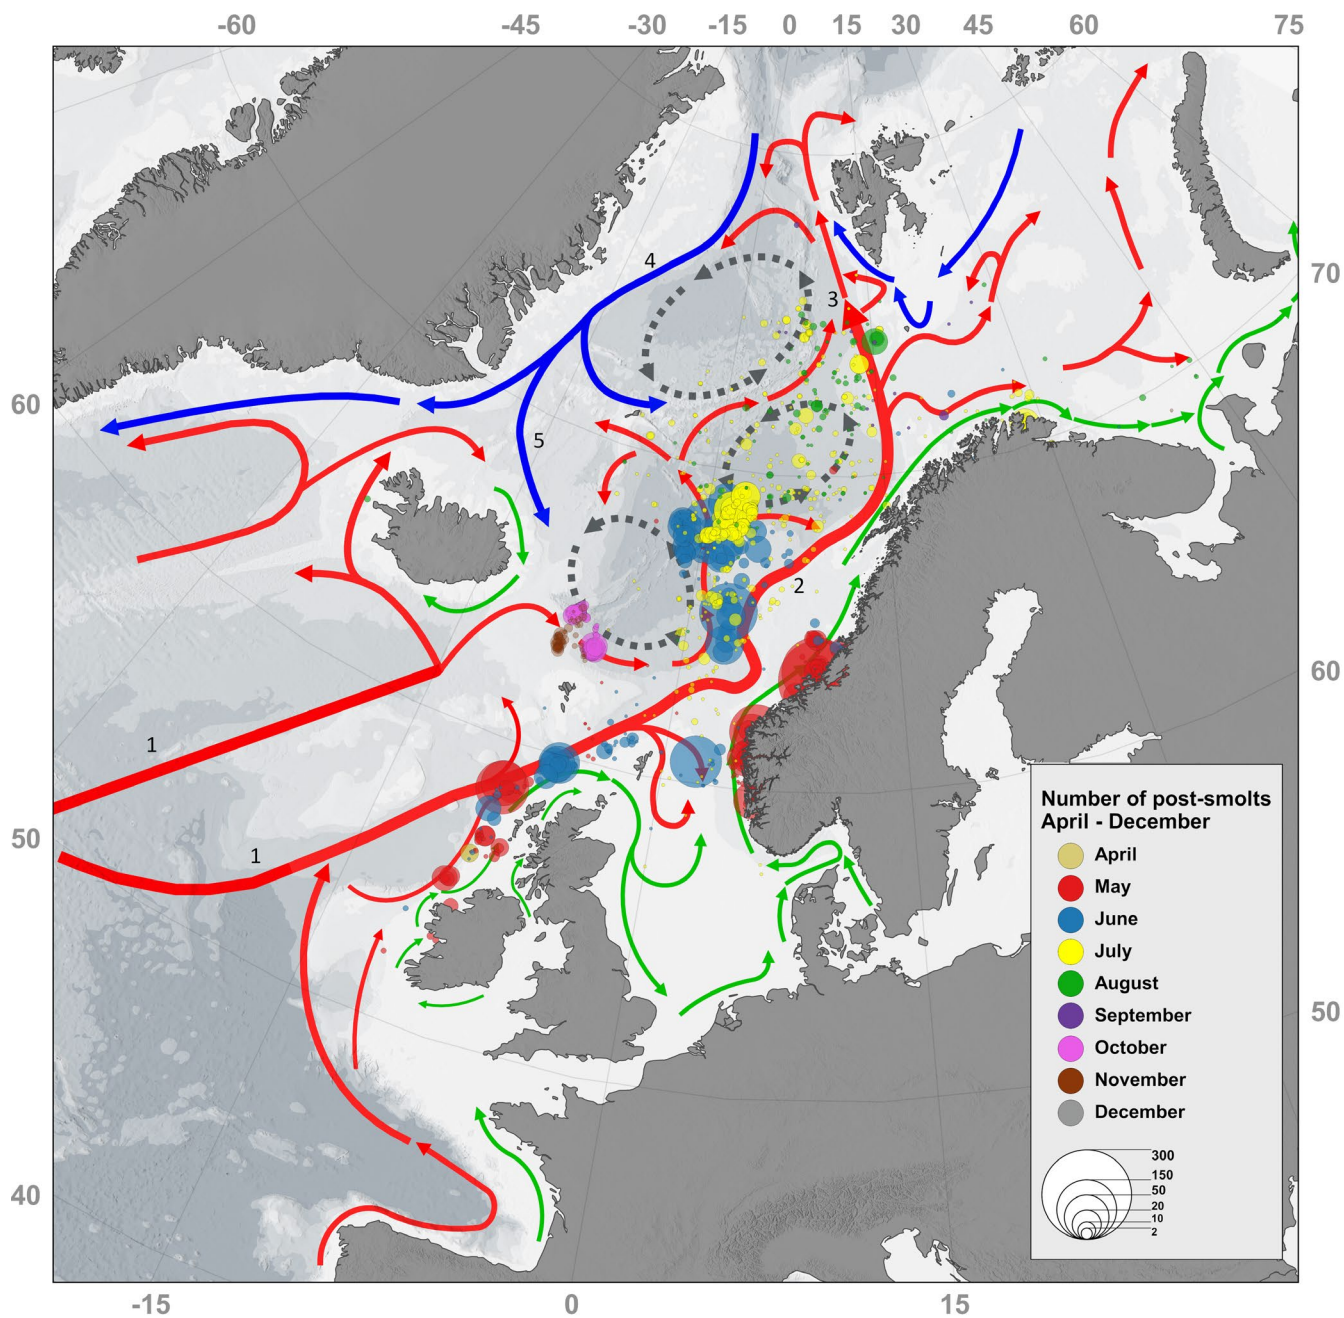 -60 -45 -30 -15 0 15 30 45 60 75
3
4
70
60
5
2
60
1
50
1
50
40
-15 0 15
Number of post-smolts
April - December
April
May
June
July
August
September
October
November
December
300
150
50
20
10
2